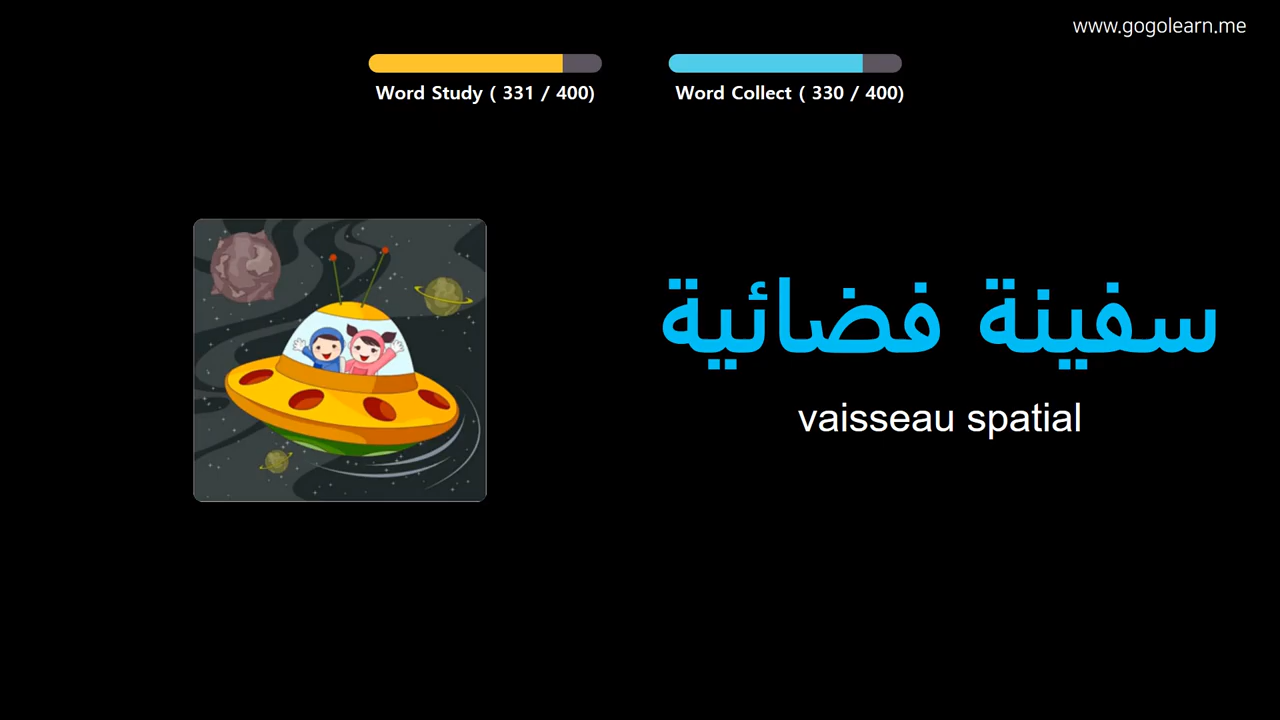 www.gogolearn.me
Word Study ( 331 / 400)
Word Collect ( 330 / 400)
سفينة فضائية
vaisseau spatial